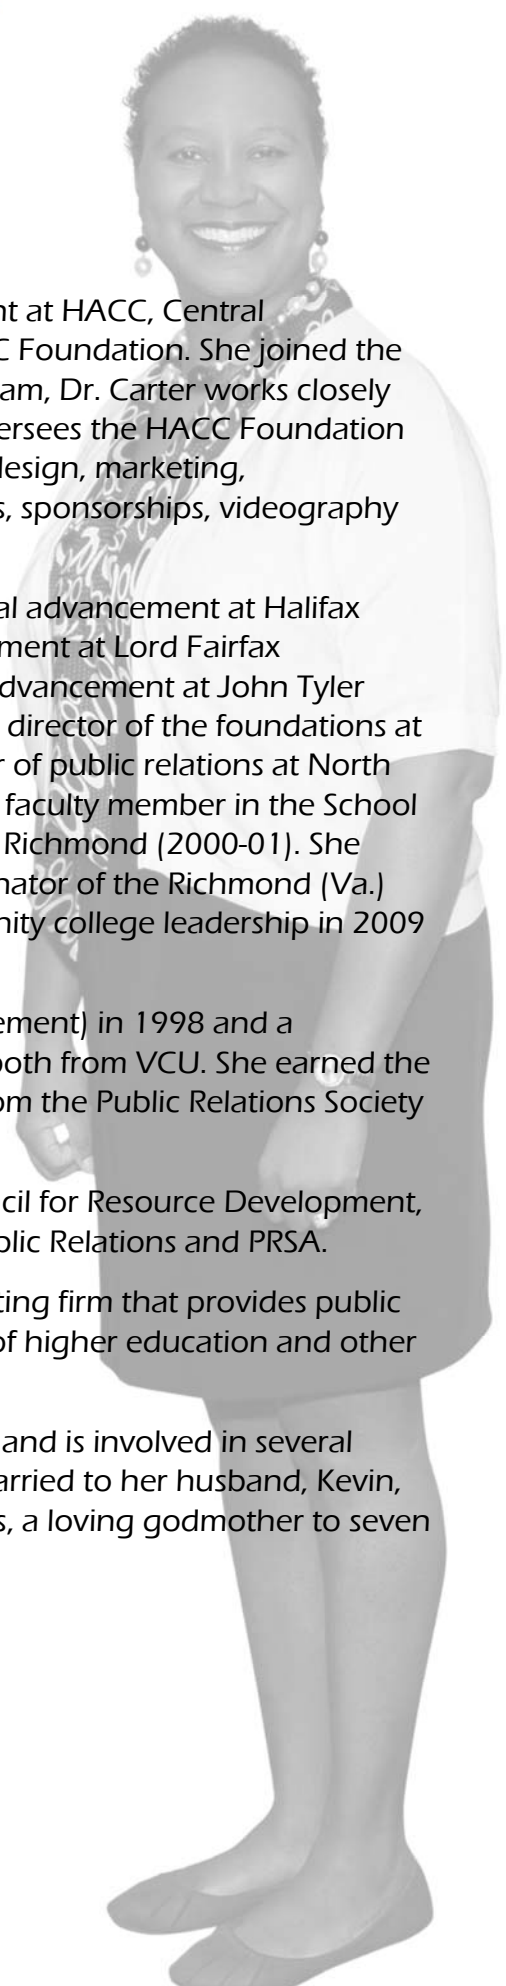 nt at HACC, Central
C Foundation. She joined the
am, Dr. Carter works closely
ersees the HACC Foundation
design, marketing,
s, sponsorships, videography
al advancement at Halifax
ment at Lord Fairfax
dvancement at John Tyler
director of the foundations at
r of public relations at North
faculty member in the School
Richmond (2000-01). She
nator of the Richmond (Va.)
nity college leadership in 2009
ement) in 1998 and a
both from VCU. She earned the
om the Public Relations Society
cil for Resource Development,
blic Relations and PRSA.
ting firm that provides public
of higher education and other
and is involved in several
arried to her husband, Kevin,
s, a loving godmother to seven